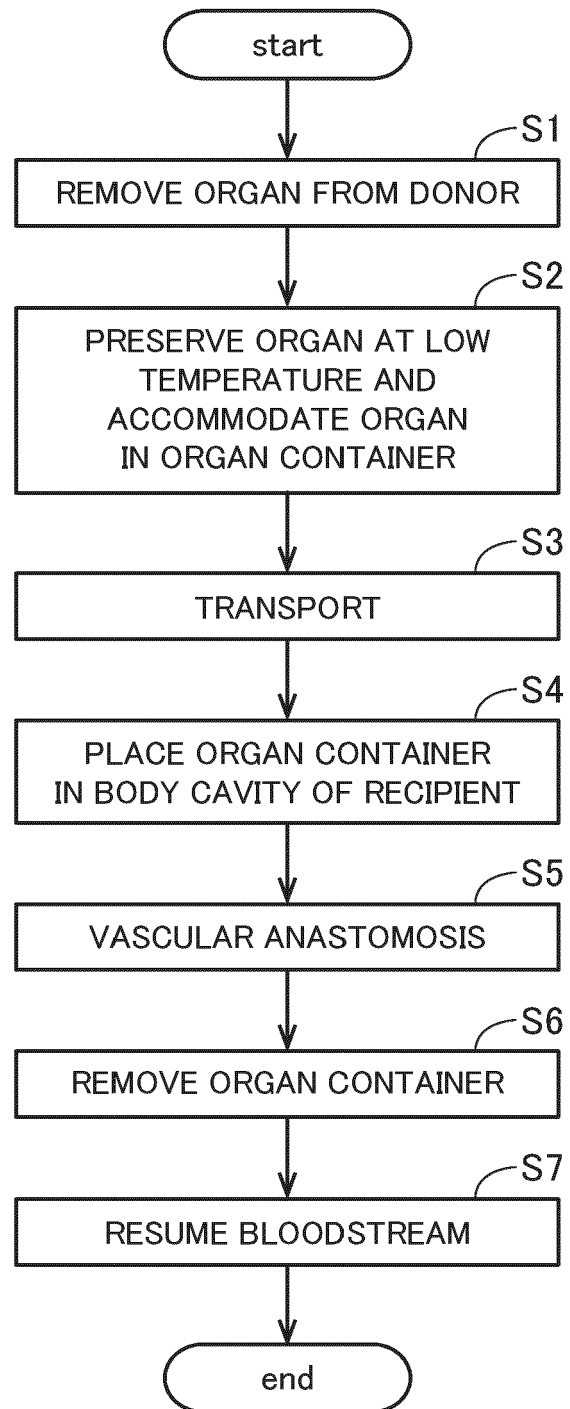 start
S1
REMOVE ORGAN FROM DONOR
S2
PRESERVE ORGAN AT LOW
TEMPERATURE AND
ACCOMMODATE ORGAN
IN ORGAN CONTAINER
S3
TRANSPORT
S4
PLACE ORGAN CONTAINER
IN BODY CAVITY OF RECIPIENT
S5
VASCULAR ANASTOMOSIS
S6
REMOVE ORGAN CONTAINER
S7
RESUME BLOODSTREAM
end